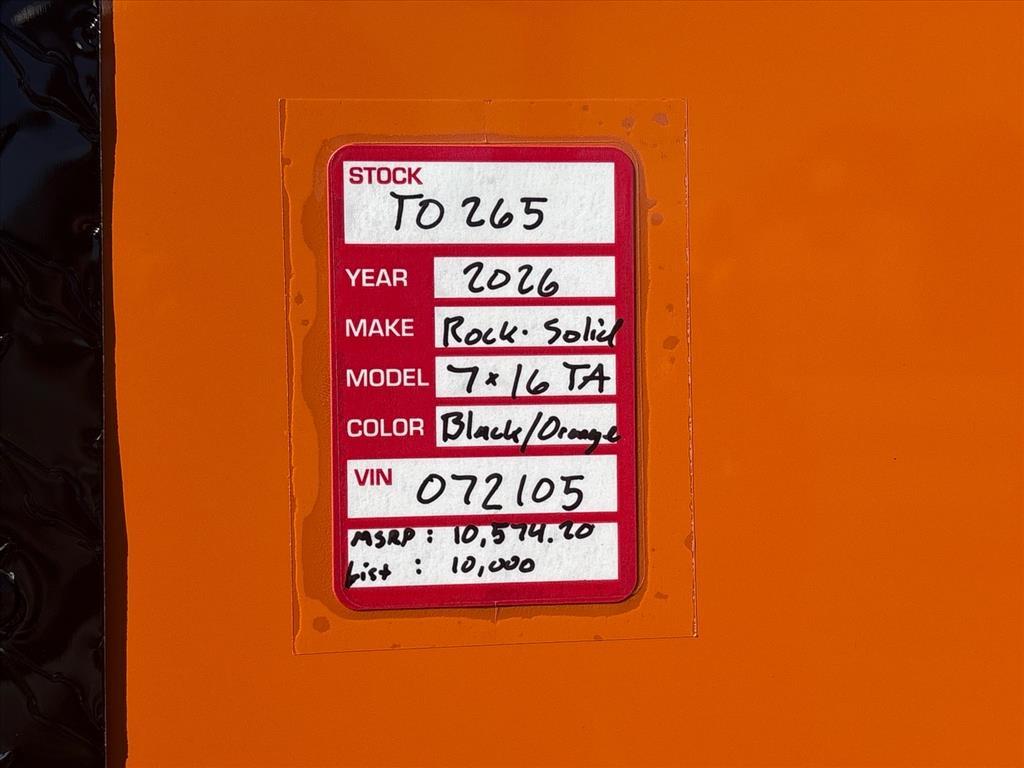 STOCK
TO 265
YEAR 2026
MAKE Rock. Solid
MODEL 7x16 TA
COLOR Black/Orange
VIN 072105
MSRP: 10,574.20
List : 10,000